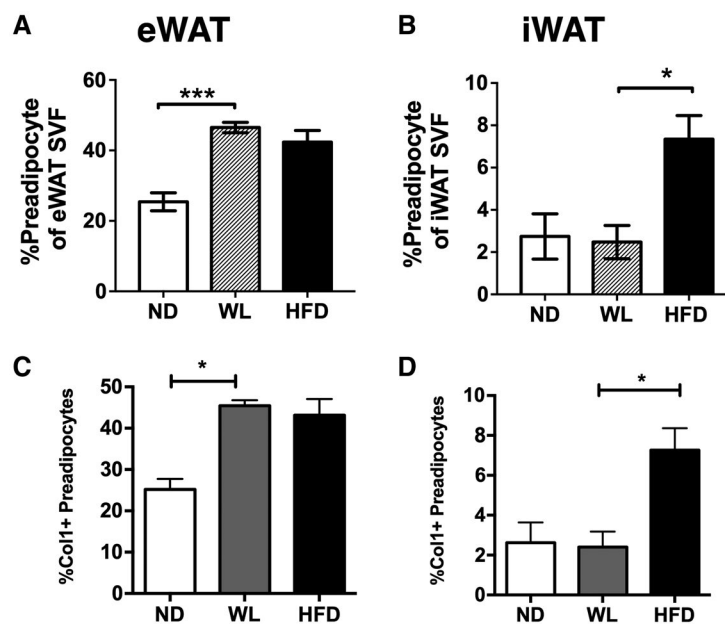 A
eWAT
%Preadipocyte
of eWAT SVF
60
40
20
0
***
ND WL HFD
B
iWAT
%Preadipocyte
of iWAT SVF
10
8
6
4
2
0
*
ND WL HFD
C
%Col1+ Preadipocytes
50
40
30
20
10
0
*
ND WL HFD
D
%Col1+ Preadipocytes
10
8
6
4
2
0
*
ND WL HFD